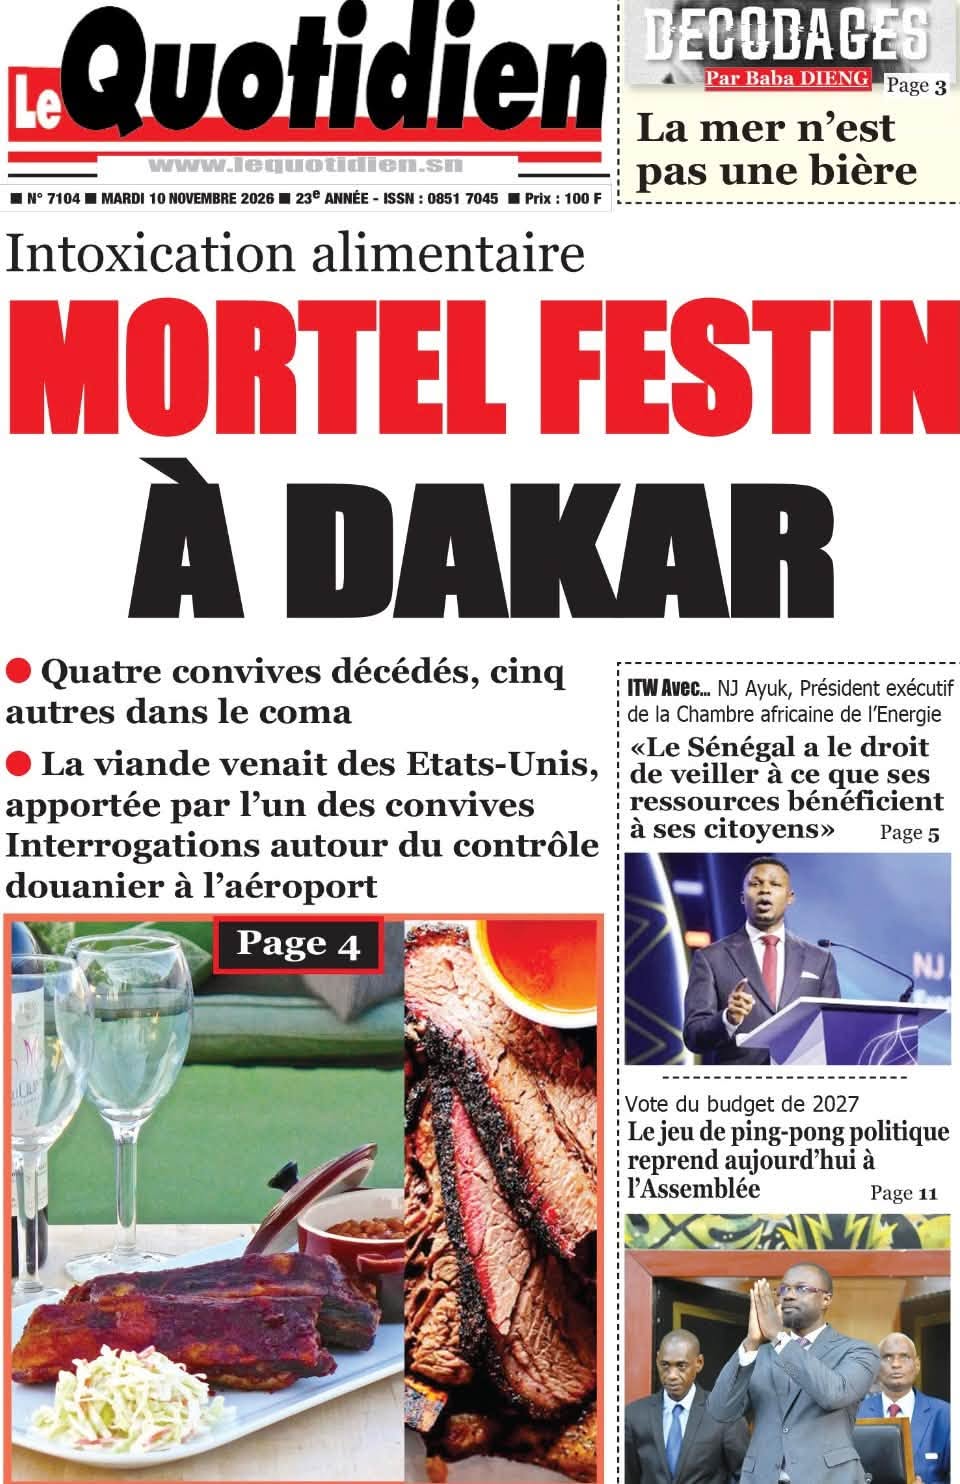 Le Quotidien
www.lequotidien.sn
N° 7104 ■ MARDI 10 NOVEMBRE 2026 ■ 23e ANNÉE - ISSN : 0851 7045 ■ Prix : 100 F
DECODAGES
Par Baba DIENG
Page 3
La mer n’est
pas une bière
Intoxication alimentaire
MORTEL FESTIN
À DAKAR
● Quatre convives décédés, cinq
autres dans le coma
● La viande venait des Etats-Unis,
apportée par l’un des convives
Interrogations autour du contrôle
douanier à l’aéroport
Page 4
ITW Avec... NJ Ayuk, Président exécutif
de la Chambre africaine de l’Energie
«Le Sénégal a le droit
de veiller à ce que ses
ressources bénéficient
à ses citoyens»
Page 5
Vote du budget de 2027
Le jeu de ping-pong politique
reprend aujourd’hui à
l’Assemblée
Page 11